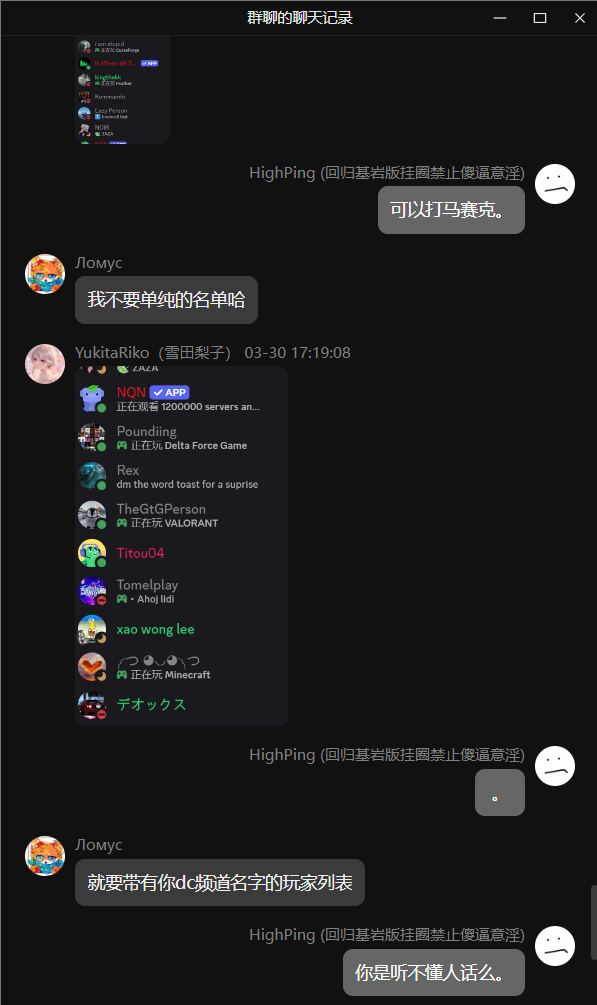 群聊的聊天记录
i am stupid
正在玩 CurseForge
APP
kingthekk
正在玩 Feather
Kommando
Lazy Person
NOIR
ZAZA
HighPing (回归基岩版挂圈禁止傻逼意淫)
可以打马赛克。
Ломус
我不要单纯的名单哈
YukitaRiko（雪田梨子） 03-30 17:19:08
ZAZA
NQN ✓ APP
正在观看 1200000 servers an...
Poundiing
正在玩 Delta Force Game
Rex
dm the word toast for a suprise
TheGtGPerson
正在玩 VALORANT
Titou04
Tomelplay
• Ahoj lidi
xao wong lee
╭つ ◕◡◕╮つ
正在玩 Minecraft
デオックス
HighPing (回归基岩版挂圈禁止傻逼意淫)
。
Ломус
就要带有你dc频道名字的玩家列表
HighPing (回归基岩版挂圈禁止傻逼意淫)
你是听不懂人话么。